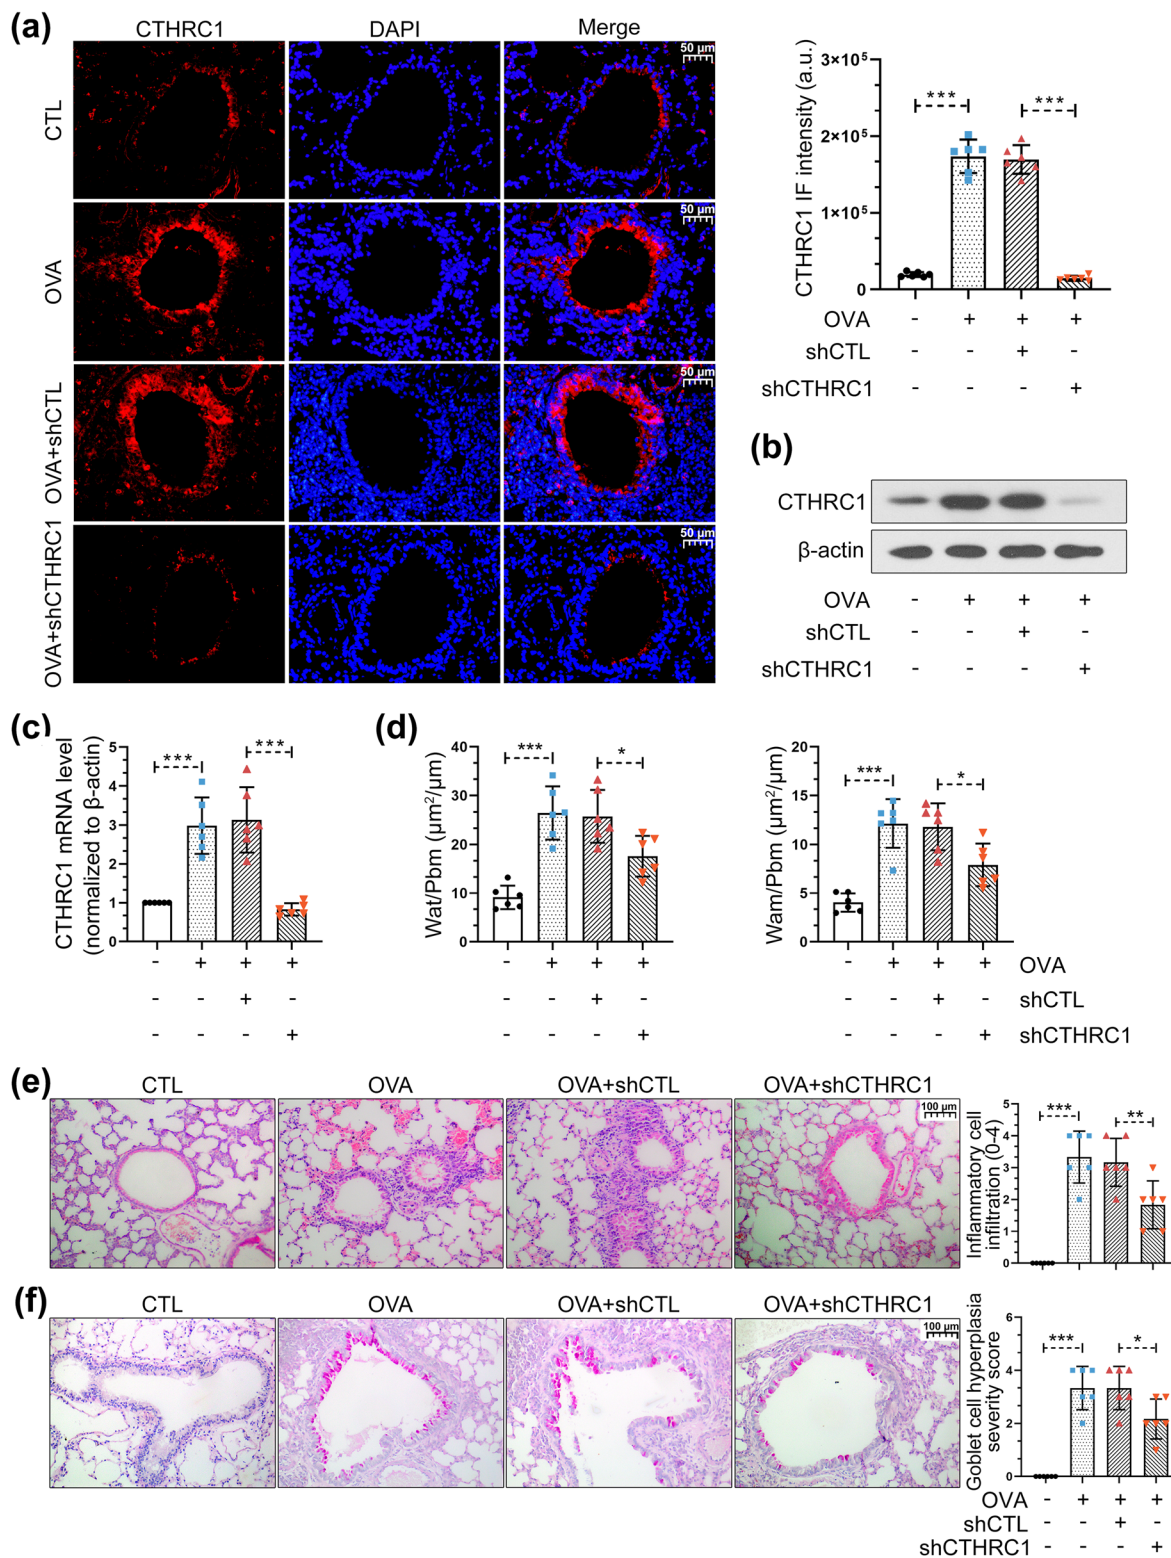 (a)
CTHRC1 DAPI Merge
CTL
50 μm
OVA
50 μm
OVA+shCTL
50 μm
OVA+shCTHRC1
50 μm
CTHRC1 IF intensity (a.u.)
3×10⁵
2×10⁵
1×10⁵
0
*** ***
OVA - + + +
shCTL - - + -
shCTHRC1 - - - +
(b)
CTHRC1
β-actin
OVA - + + +
shCTL - - + -
shCTHRC1 - - - +
(c)
CTHRC1 mRNA level
(normalized to β-actin)
5
4
3
2
1
0
*** ***
- + + +
- - + -
- - - +
(d)
Wat/Pbm (μm²/μm)
40
30
20
10
0
*** *
- + + +
- - + -
- - - +
Wam/Pbm (μm²/μm)
20
15
10
5
0
*** *
- + + + OVA
- - + - shCTL
- - - + shCTHRC1
(e)
CTL OVA OVA+shCTL OVA+shCTHRC1
100 μm
Inflammatory cell
infiltration (0-4)
5
4
3
2
1
0
*** **
(f)
CTL OVA OVA+shCTL OVA+shCTHRC1
100 μm
Goblet cell hyperplasia
severity score
6
4
2
0
*** *
OVA - + + +
shCTL - - + -
shCTHRC1 - - - +